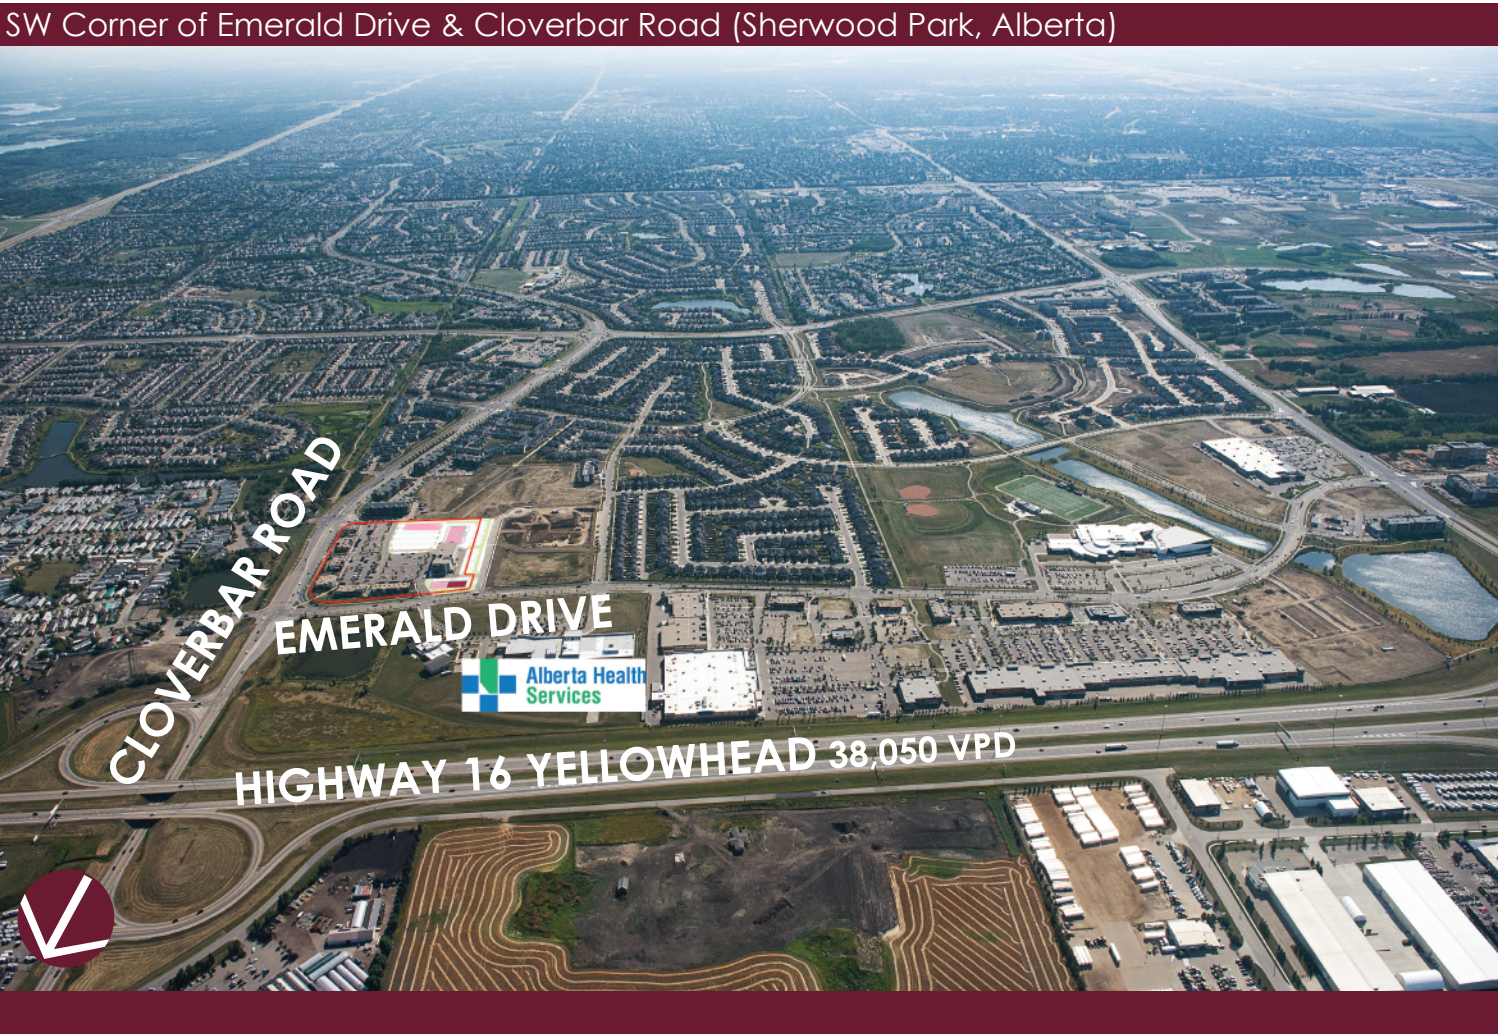 SW Corner of Emerald Drive & Cloverbar Road (Sherwood Park, Alberta)
CLOVERBAR ROAD
EMERALD DRIVE
Alberta Health
Services
HIGHWAY 16 YELLOWHEAD 38,050 VPD